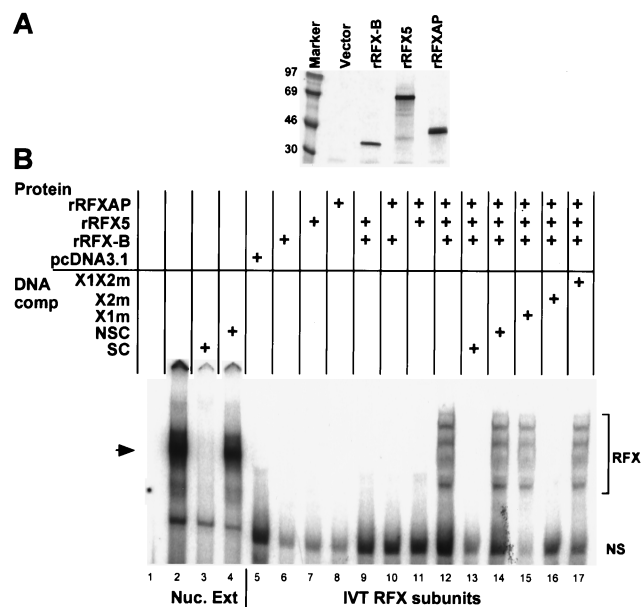 A
Marker
Vector
rRFX-B
rRFX5
rRFXAP
97
69
46
30
B
Protein
rRFXAP + + + + + + + + + +
rRFX5 + + + + + + + + + +
rRFX-B + + + + + + + + + +
pcDNA3.1 +
DNA comp
X1X2m +
X2m +
X1m +
NSC + +
SC + +
RFX
NS
1 2 3 4 5 6 7 8 9 10 11 12 13 14 15 16 17
Nuc. Ext IVT RFX subunits